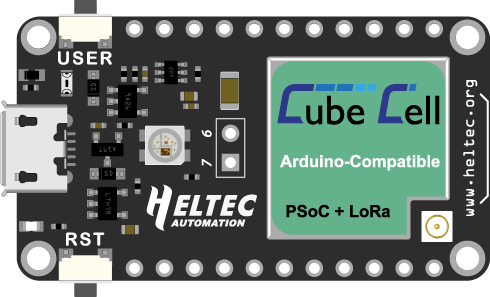 USER
Cube Cell
Arduino-Compatible
PSoC + LoRa
6
7
HELTEC
AUTOMATION
RST
www.heltec.org